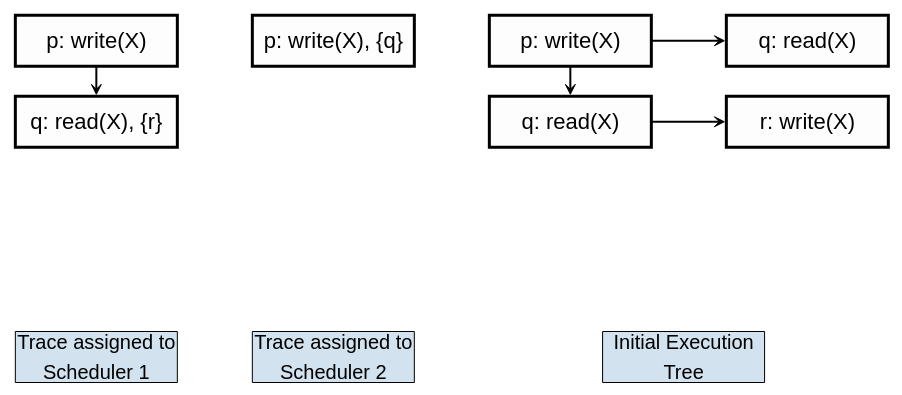 p: write(X)
p: write(X), {q}
p: write(X)
q: read(X)
q: read(X), {r}
q: read(X)
r: write(X)
Trace assigned to
Scheduler 1
Trace assigned to
Scheduler 2
Initial Execution
Tree